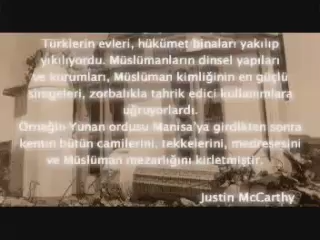 Türklerin evleri, hükümet binaları yakılıp
yıkılıyordu. Müslümanların dinsel yapıları
ve kurumları, Müslüman kimliğinin en güçlü
simgeleri, zorbalıkla tahrik edici kullanımlara
uğruyorlardı.
Örneğin Yunan ordusu Manisa'ya girdikten sonra
kentin bütün camilerini, tekkelerini, medresesini
ve Müslüman mezarlığını kirletmiştir.
Justin McCarthy